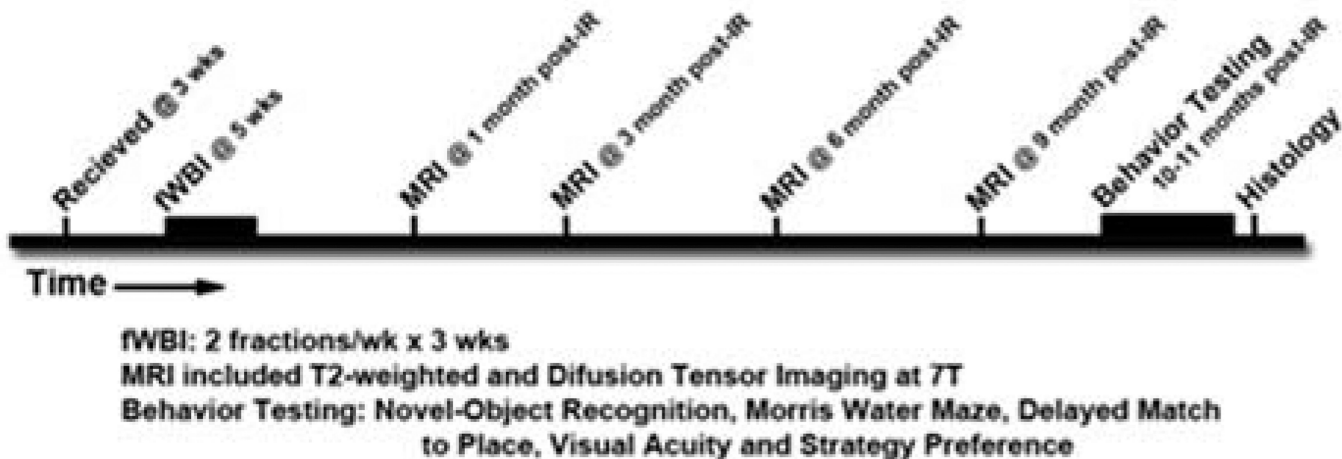 Recieved @ 3 wks
fWBI @ 5 wks
MRI @ 1 month post-IR
MRI @ 3 month post-IR
MRI @ 6 month post-IR
MRI @ 9 month post-IR
Behavior Testing
10-11 months post-IR
Histology
Time
fWBI: 2 fractions/wk x 3 wks
MRI included T2-weighted and Difusion Tensor Imaging at 7T
Behavior Testing: Novel-Object Recognition, Morris Water Maze, Delayed Match
to Place, Visual Acuity and Strategy Preference